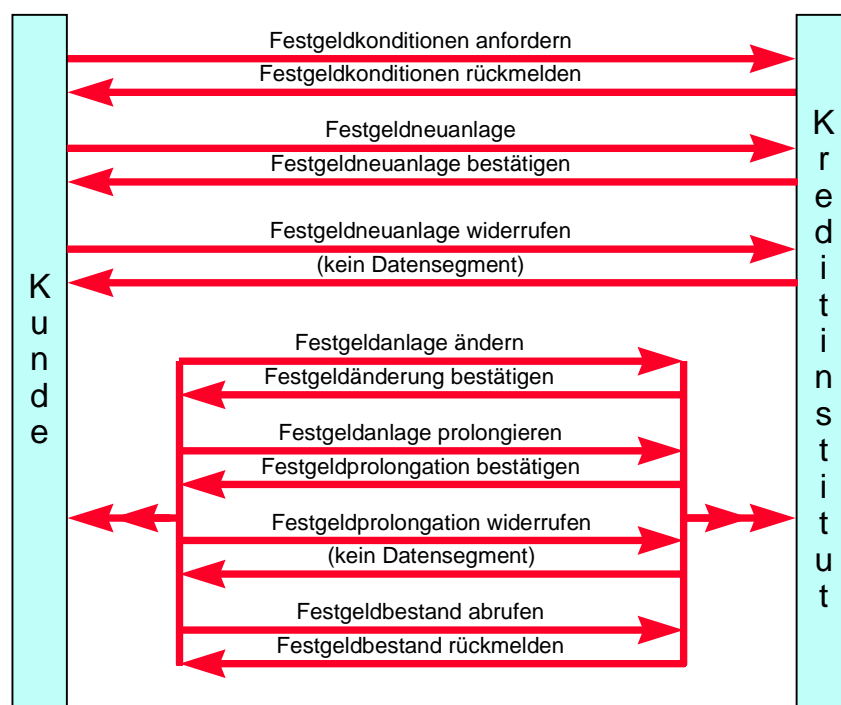 Festgeldkonditionen anfordern
Festgeldkonditionen rückmelden
Festgeldneuanlage
Festgeldneuanlage bestätigen
Festgeldneuanlage widerrufen
(kein Datensegment)
Kunde
Kreditinstitut
Festgeldanlage ändern
Festgeldänderung bestätigen
Festgeldanlage prolongieren
Festgeldprolongation bestätigen
Festgeldprolongation widerrufen
(kein Datensegment)
Festgeldbestand abrufen
Festgeldbestand rückmelden